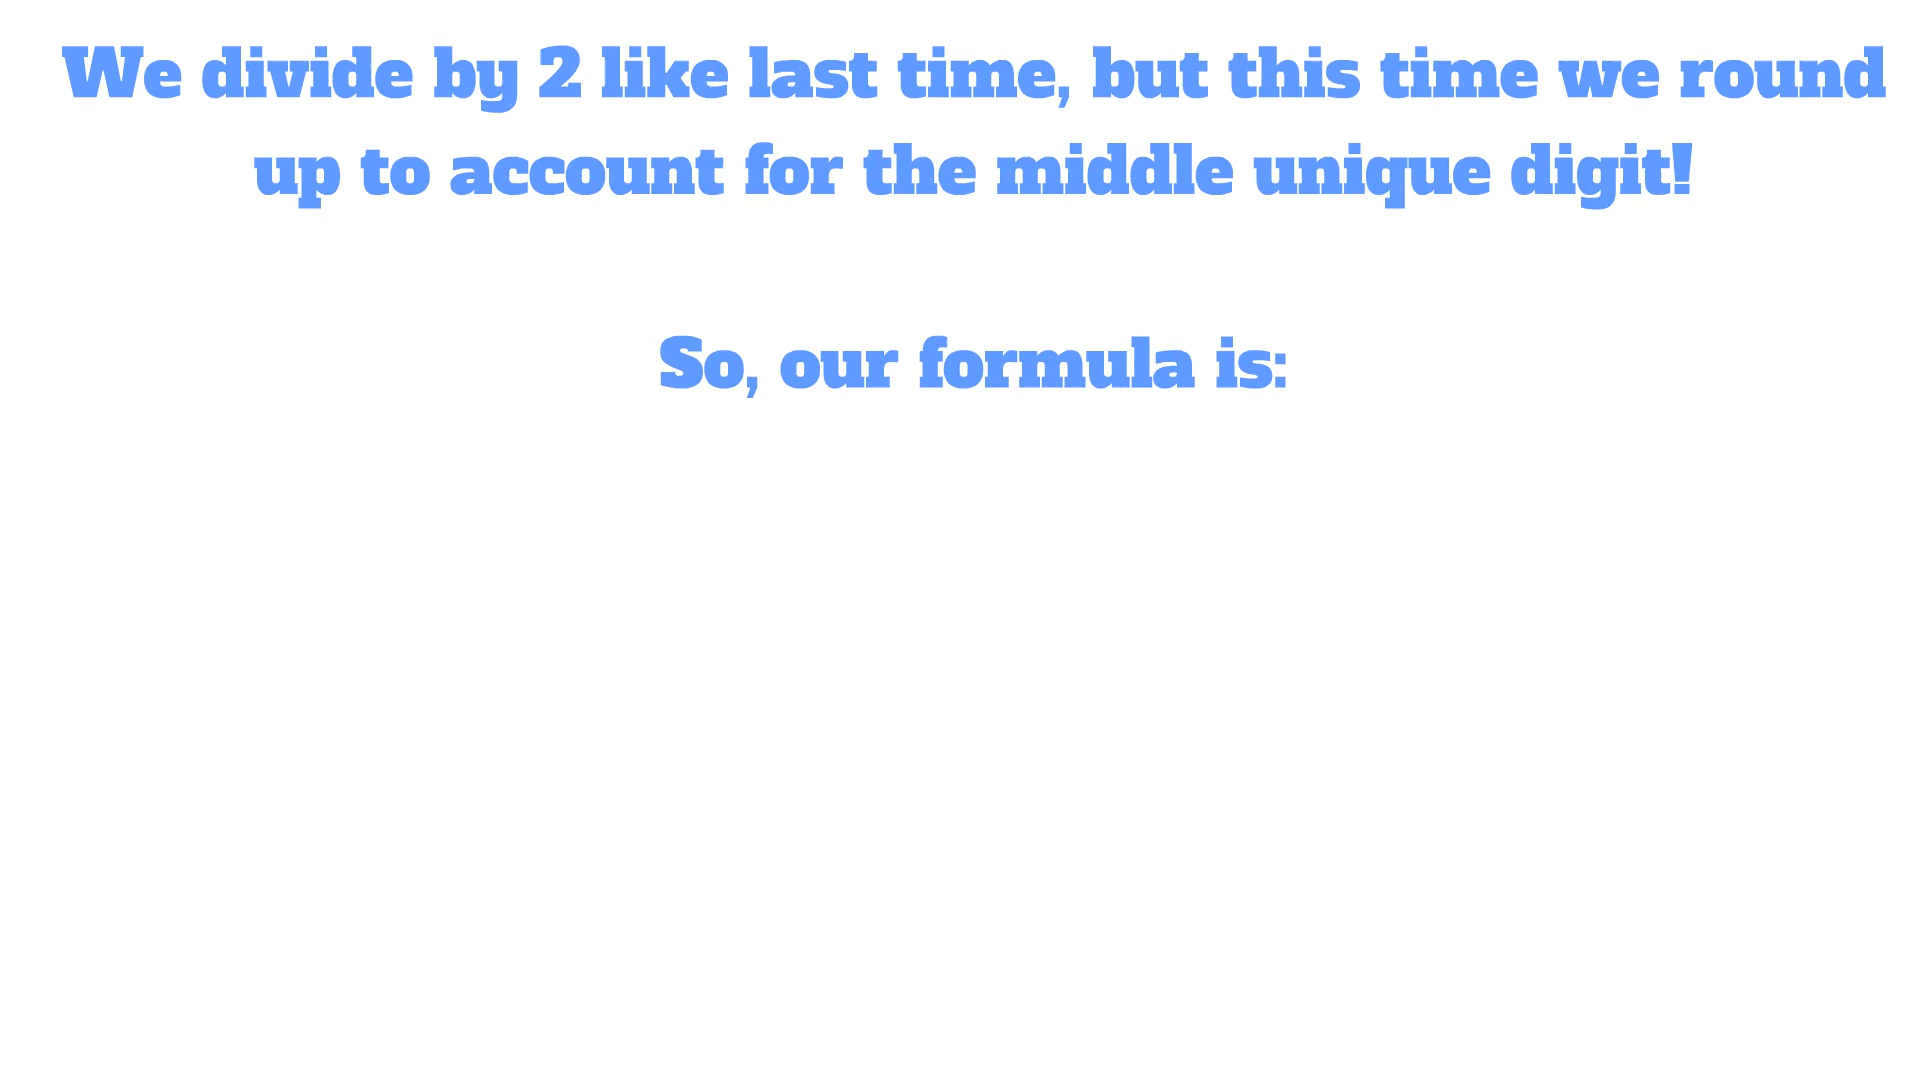 We divide by 2 like last time, but this time we round
up to account for the middle unique digit!
So, our formula is: